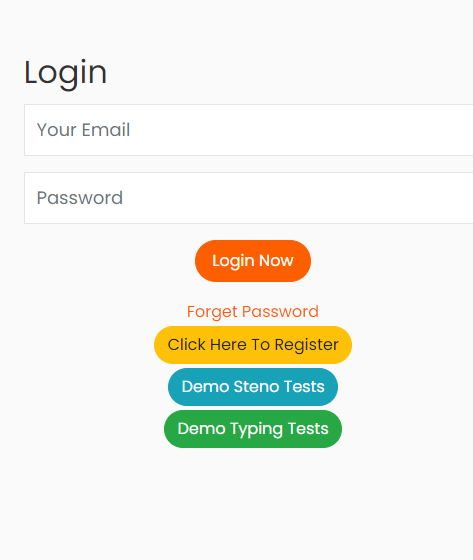 Login
Your Email
Password
Login Now
Forget Password
Click Here To Register
Demo Steno Tests
Demo Typing Tests